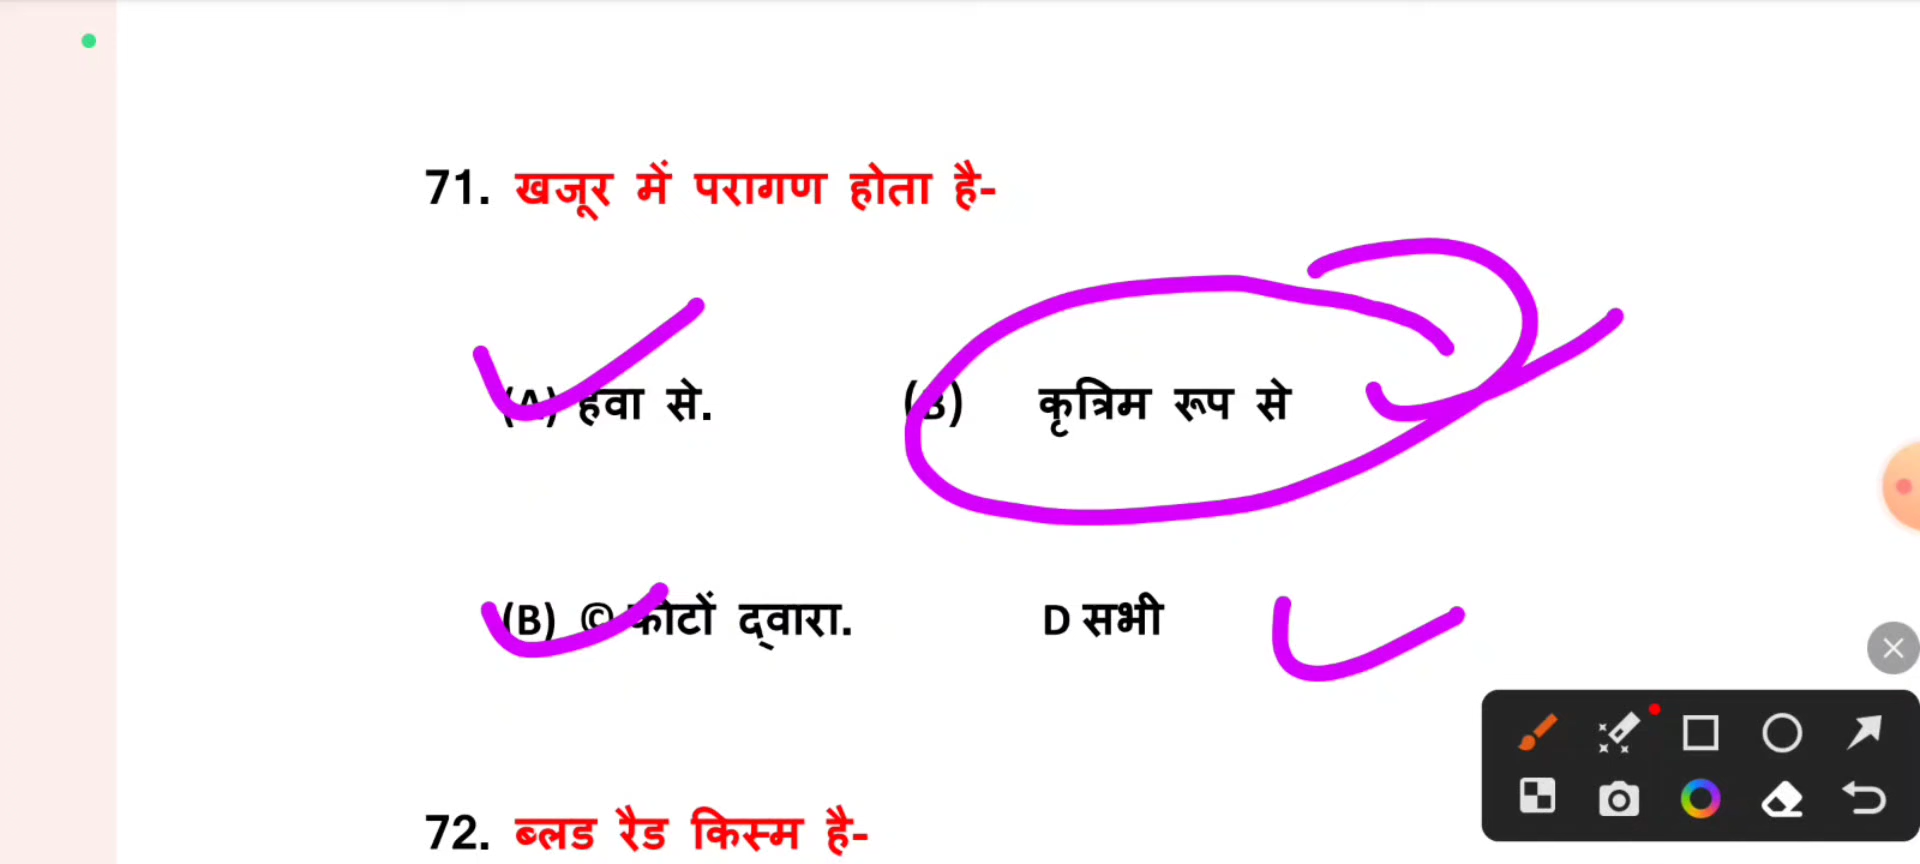 71. खजूर में परागण होता है-
(A) हवा से. (B) कृत्रिम रूप से
(B) © कीटों द्वारा. D सभी
72. ब्लड रैड किस्म है-